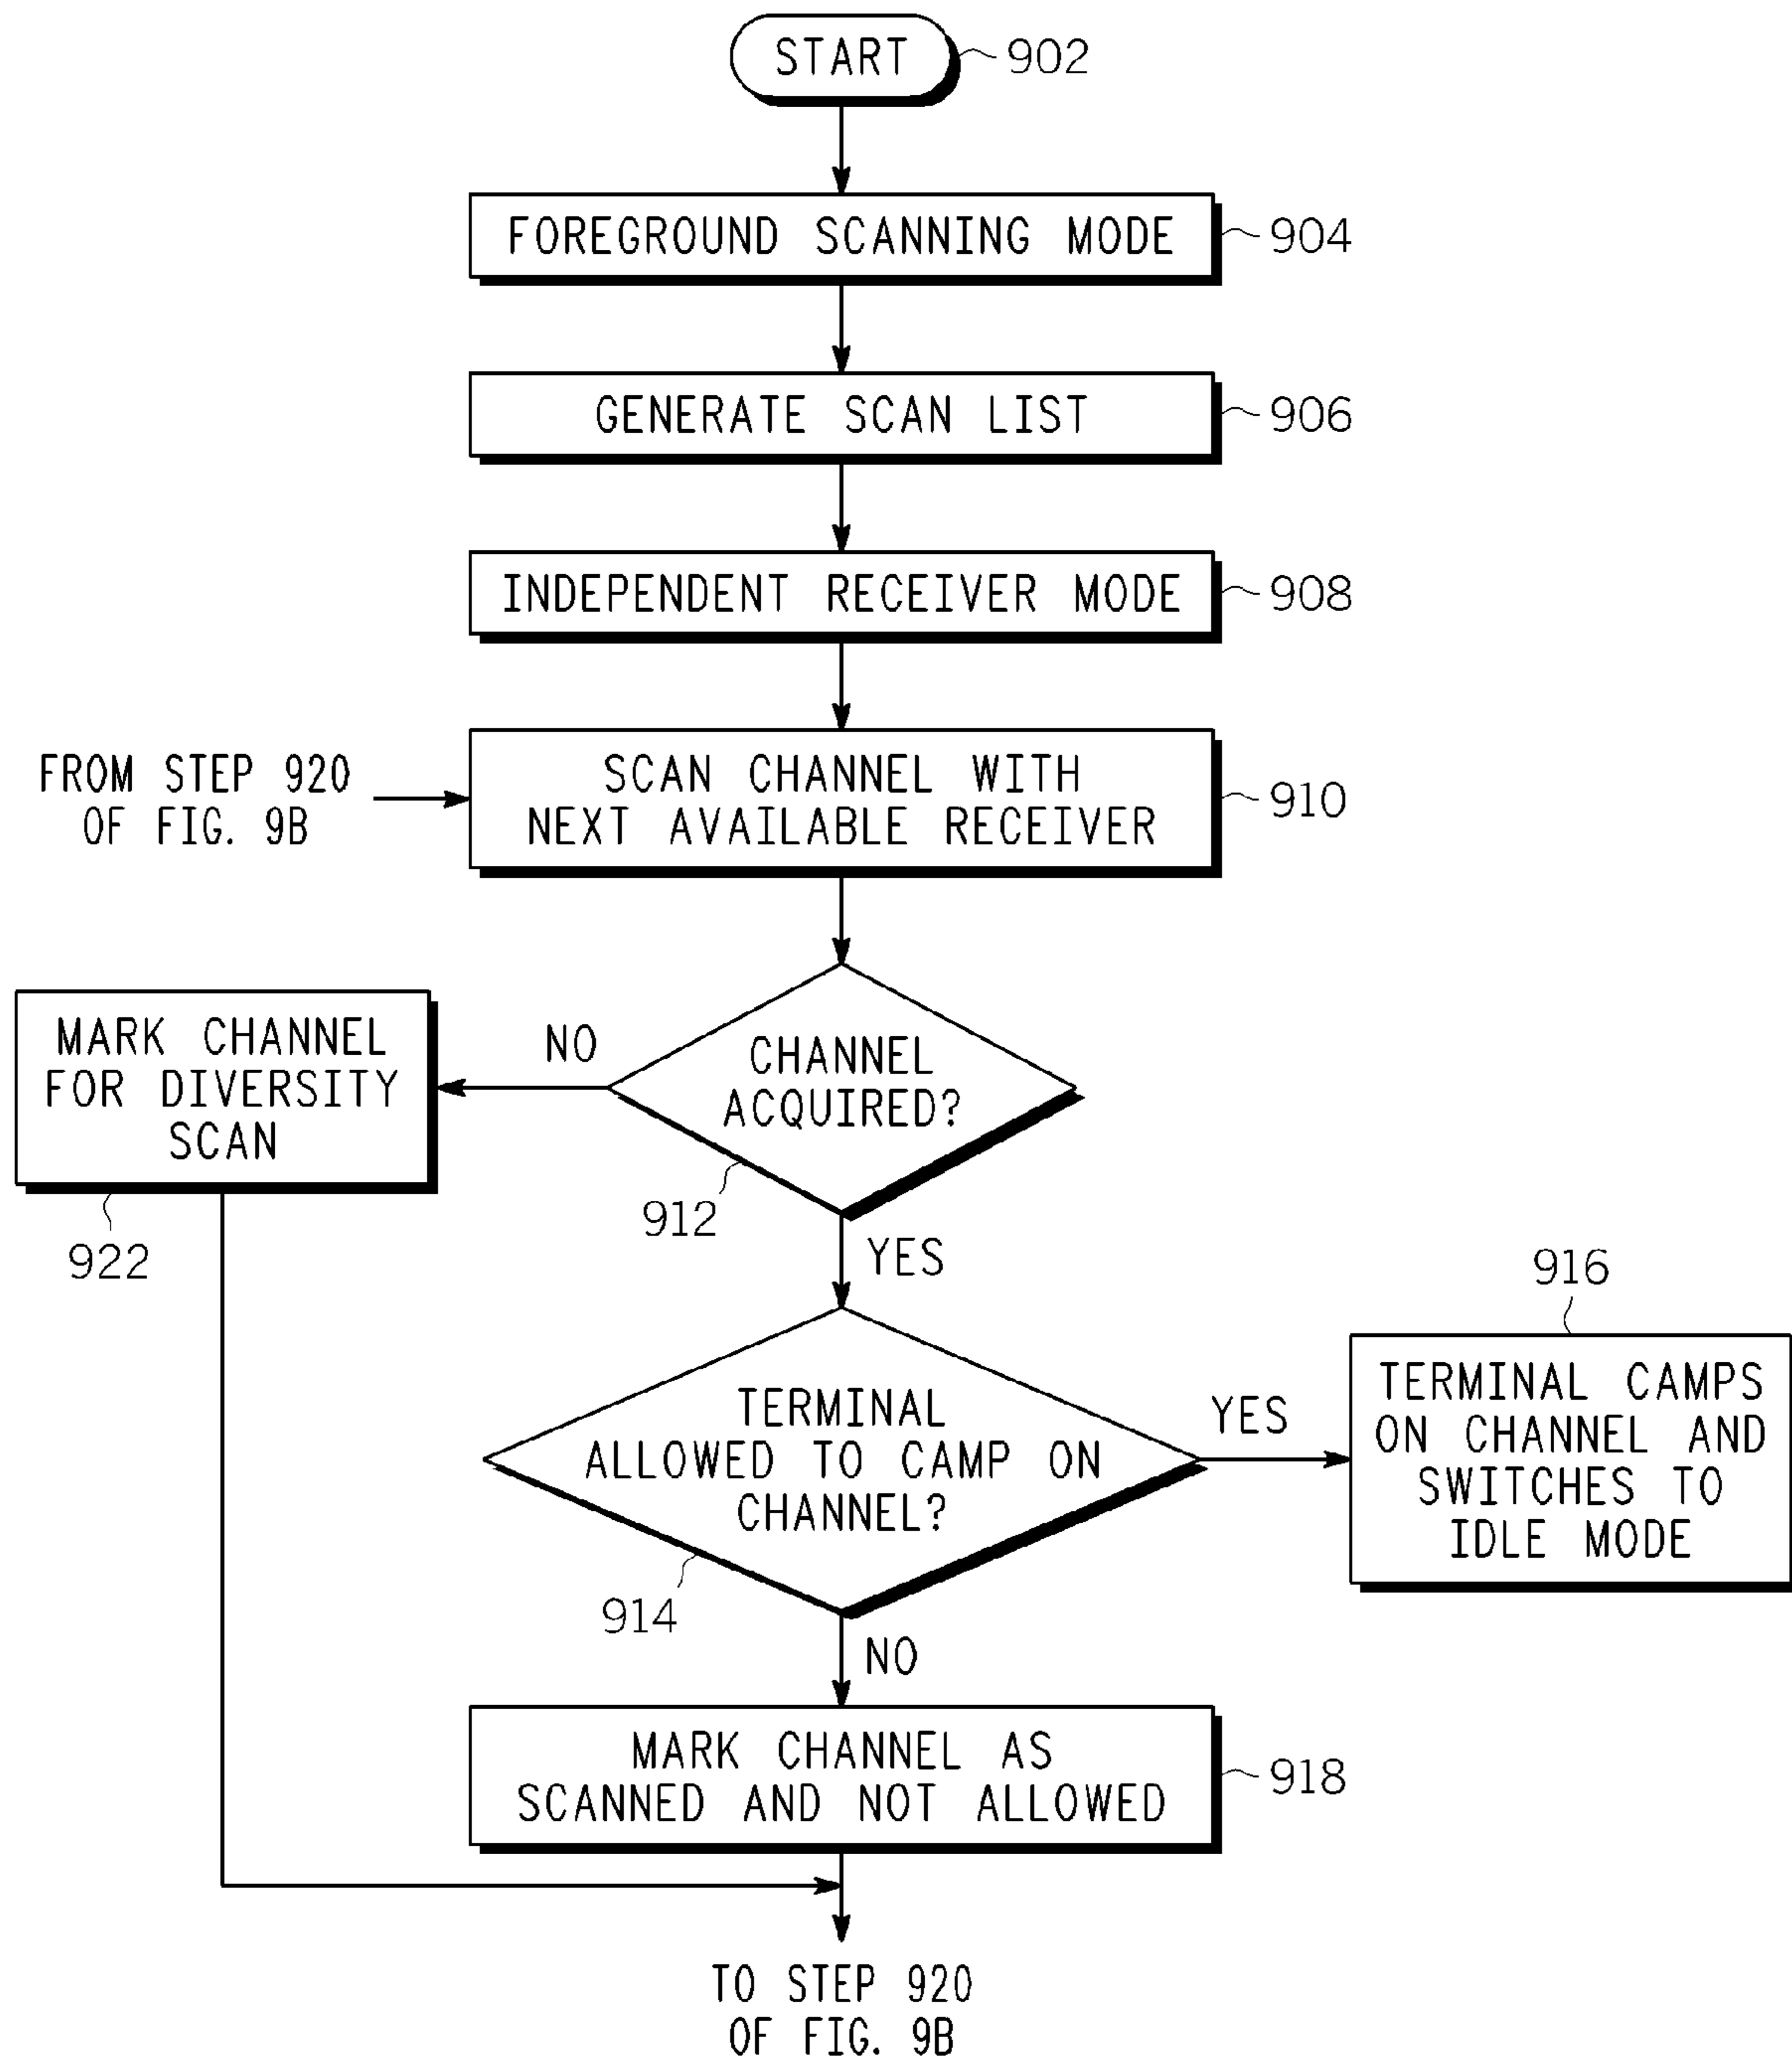 START
902
FOREGROUND SCANNING MODE
904
GENERATE SCAN LIST
906
INDEPENDENT RECEIVER MODE
908
FROM STEP 920
OF FIG. 9B
SCAN CHANNEL WITH
NEXT AVAILABLE RECEIVER
910
MARK CHANNEL
FOR DIVERSITY
SCAN
922
NO
CHANNEL
ACQUIRED?
912
YES
TERMINAL
ALLOWED TO CAMP ON
CHANNEL?
914
YES
916
TERMINAL CAMPS
ON CHANNEL AND
SWITCHES TO
IDLE MODE
NO
MARK CHANNEL AS
SCANNED AND NOT ALLOWED
918
TO STEP 920
OF FIG. 9B